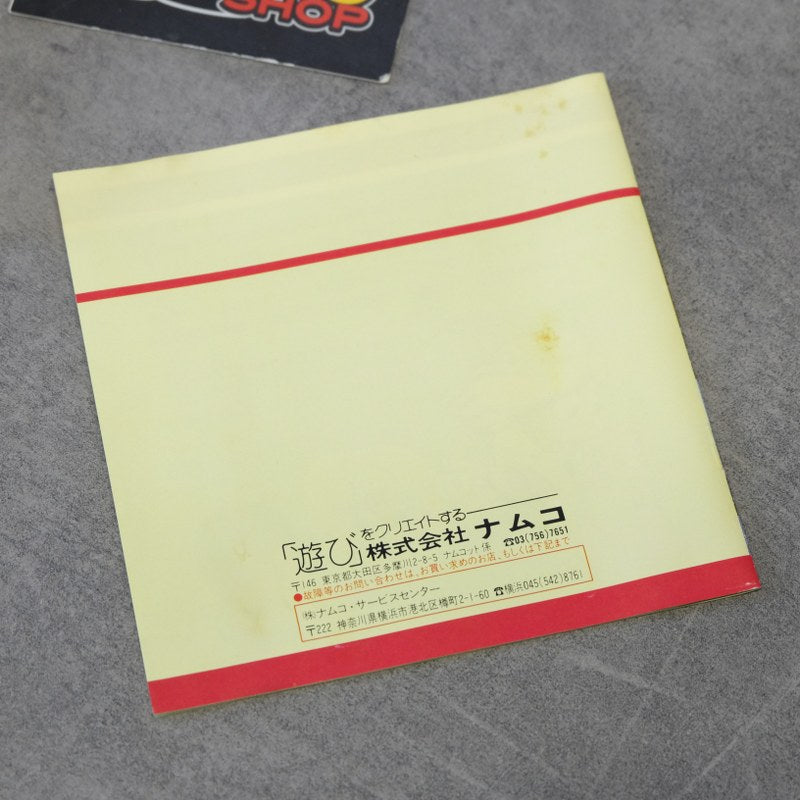 SHOP
「遊び」をクリエイトする
株式会社ナムコ
〒146 東京都大田区多摩川2-8-5 ナムコット係 ☎03(756)7651
●故障等のお問い合わせは、お買い求めのお店、もしくは下記まで
㈱ナムコ・サービスセンター
〒222 神奈川県横浜市港北区樽町2-1-60 ☎横浜045(542)8761